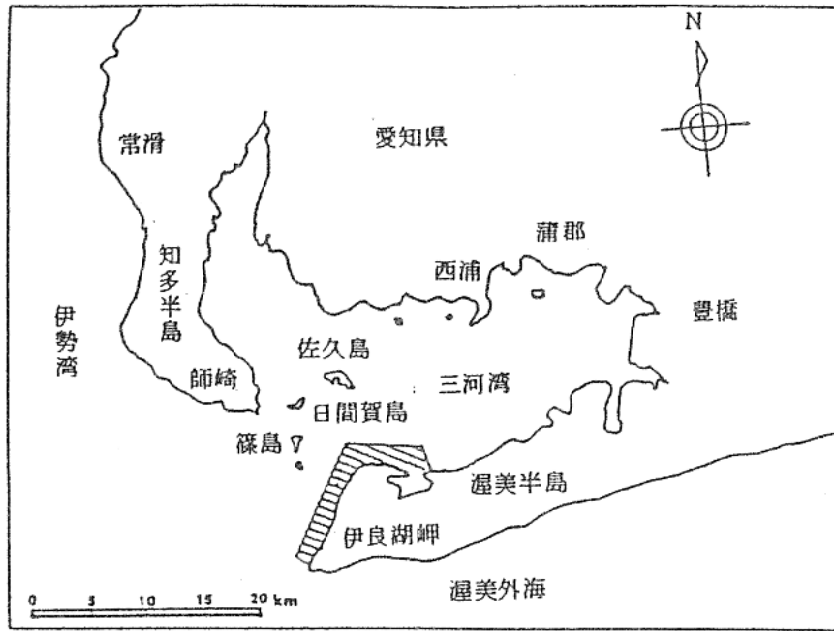 N
愛知県
常滑
蒲郡
西浦
豊橋
知多半島
伊勢湾
佐久島
三河湾
師崎
日間賀島
篠島
渥美半島
伊良湖岬
渥美外海
0 5 10 15 20 km